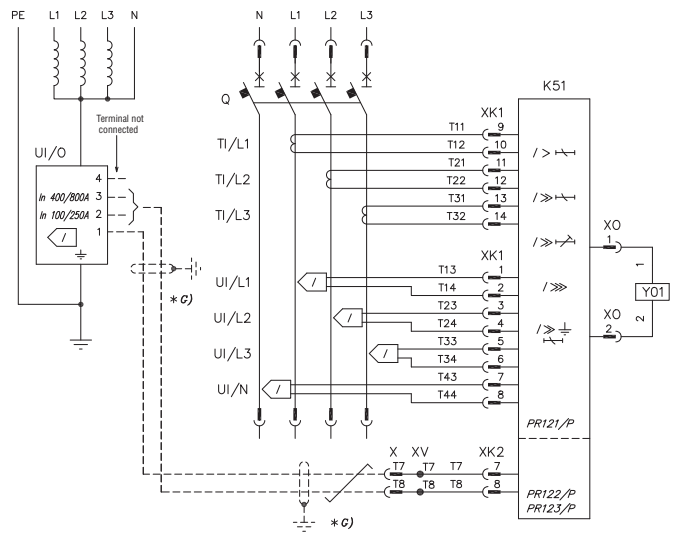 PE L1 L2 L3 N
N L1 L2 L3
K51
Q
Terminal not
connected
UI/O
4
In 400/800A 3
In 100/250A 2
1
/
*G)
XK1
TI/L1
T11 9
T12 10
TI/L2
T21 11
T22 12
TI/L3
T31 13
T32 14
/>
/≫
/≫
/⋙
/≫
XK1
UI/L1
/
T13 1
T14 2
UI/L2
/
T23 3
T24 4
UI/L3
/
T33 5
T34 6
UI/N
/
T43 7
T44 8
XO
1
1
YO1
2
XO
2
PR121/P
X XV XK2
T7 T7 T7 7
T8 T8 T8 8
PR122/P
PR123/P
*G)